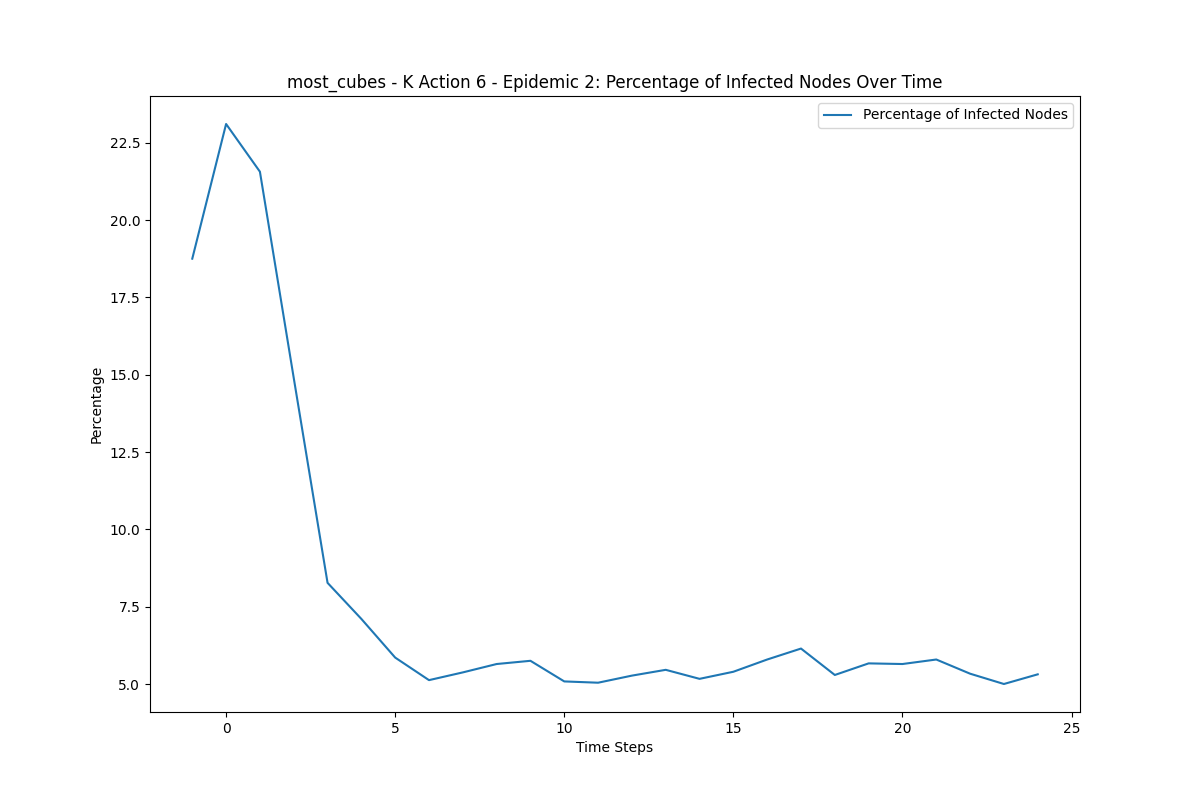 most_cubes - K Action 6 - Epidemic 2: Percentage of Infected Nodes Over Time
Percentage of Infected Nodes
22.5
20.0
17.5
15.0
12.5
10.0
7.5
5.0
Percentage
0 5 10 15 20 25
Time Steps